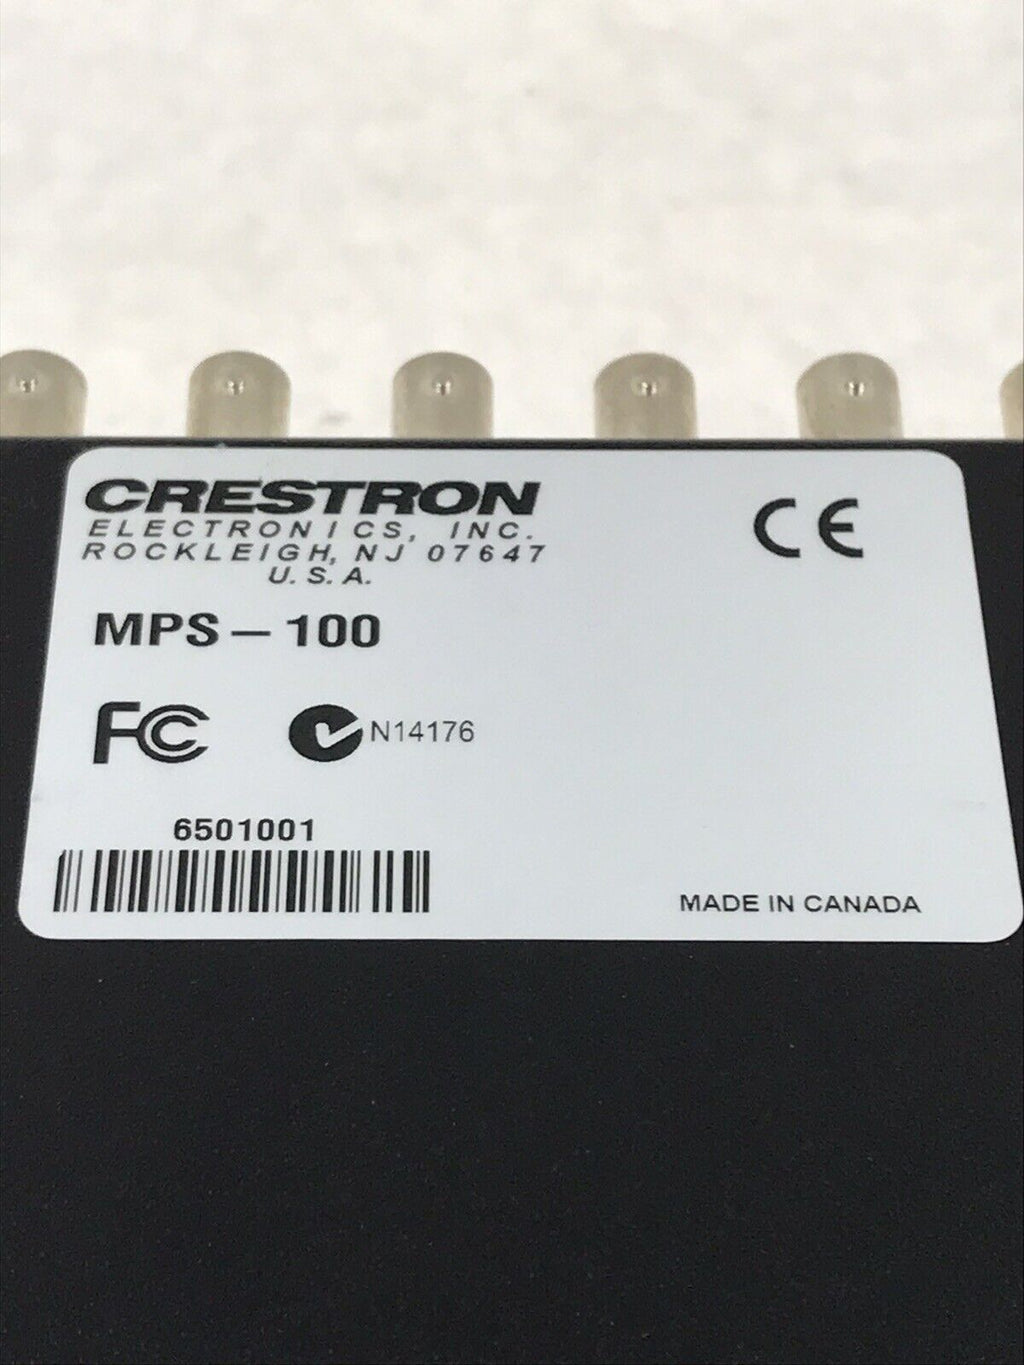 CRESTRON
ELECTRONICS, INC.
ROCKLEIGH, NJ 07647
U. S. A.
CE
MPS – 100
FC
N14176
6501001
MADE IN CANADA